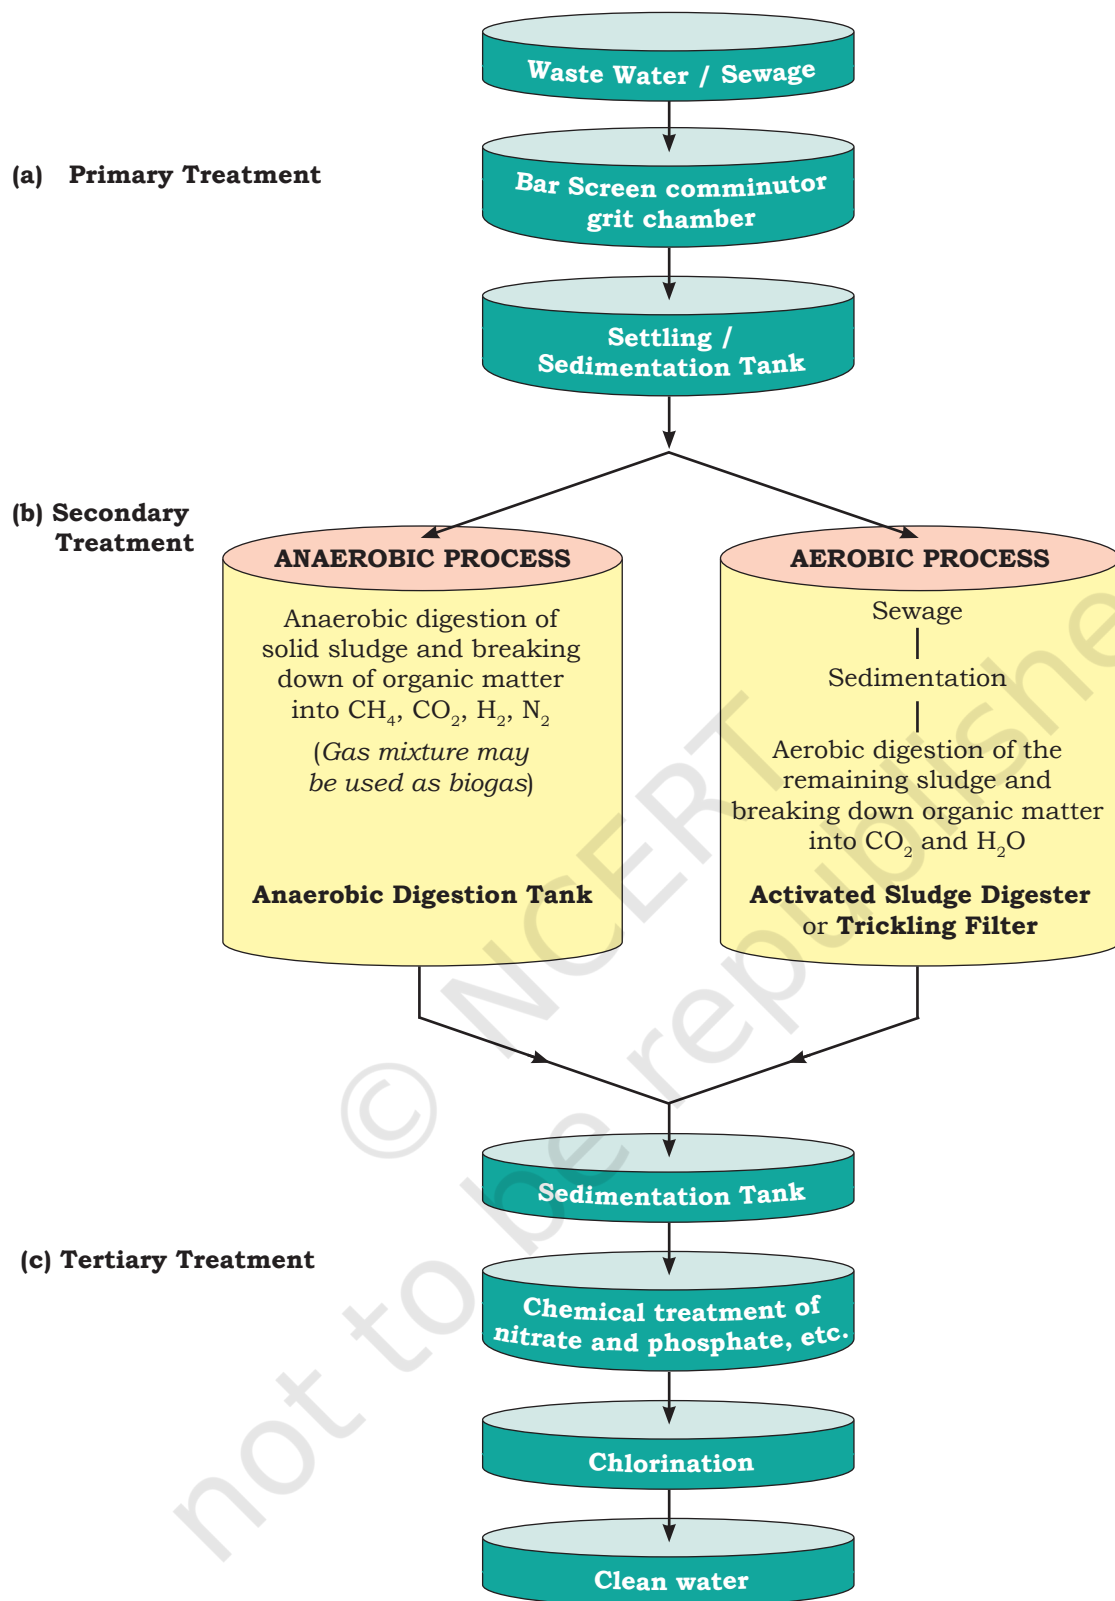 Waste Water / Sewage
(a) Primary Treatment
Bar Screen comminutor
grit chamber
Settling /
Sedimentation Tank
(b) Secondary
Treatment
ANAEROBIC PROCESS
Anaerobic digestion of
solid sludge and breaking
down of organic matter
into CH₄, CO₂, H₂, N₂
(Gas mixture may
be used as biogas)
Anaerobic Digestion Tank
AEROBIC PROCESS
Sewage
Sedimentation
Aerobic digestion of the
remaining sludge and
breaking down organic matter
into CO₂ and H₂O
Activated Sludge Digester
or Trickling Filter
Sedimentation Tank
(c) Tertiary Treatment
Chemical treatment of
nitrate and phosphate, etc.
Chlorination
Clean water
© NCERT
not to be republishe